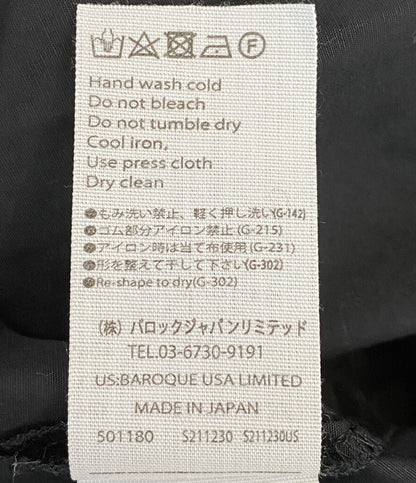 F
Hand wash cold
Do not bleach
Do not tumble dry
Cool iron,
Use press cloth
Dry clean
●もみ洗い禁止、軽く押し洗い(G-142)
●ゴム部分アイロン禁止(G-215)
●アイロン時は当て布使用(G-231)
●形を整えて干して下さい(G-302)
●Re-shape to dry(G-302)
(株)バロックジャパンリミテッド
TEL.03-6730-9191
US:BAROQUE USA LIMITED
MADE IN JAPAN
501180 S211230 S211230US